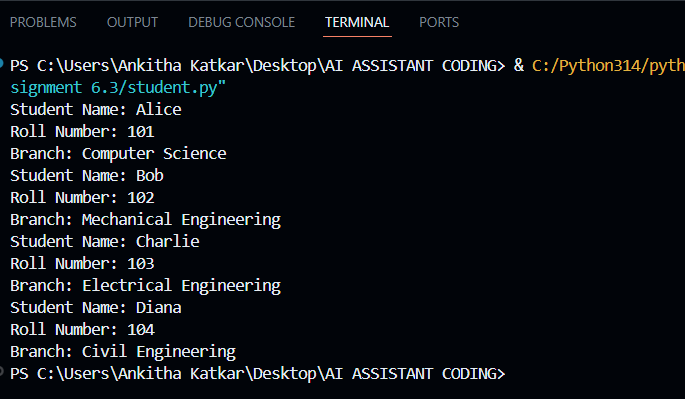 PROBLEMS OUTPUT DEBUG CONSOLE TERMINAL PORTS
PS C:\Users\Ankitha Katkar\Desktop\AI ASSISTANT CODING> & C:/Python314/pyth
signment 6.3/student.py"
Student Name: Alice
Roll Number: 101
Branch: Computer Science
Student Name: Bob
Roll Number: 102
Branch: Mechanical Engineering
Student Name: Charlie
Roll Number: 103
Branch: Electrical Engineering
Student Name: Diana
Roll Number: 104
Branch: Civil Engineering
PS C:\Users\Ankitha Katkar\Desktop\AI ASSISTANT CODING>